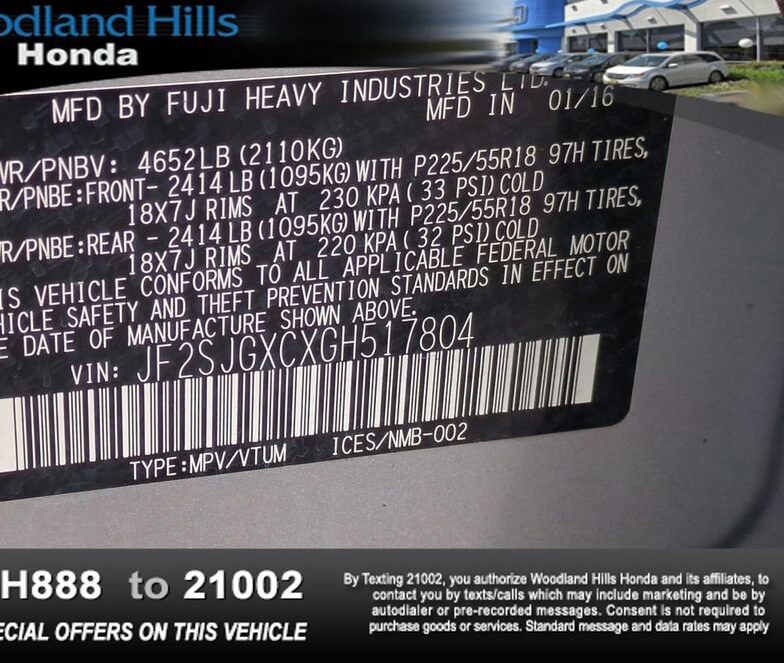 odland Hills
Honda
MFD BY FUJI HEAVY INDUSTRIES LTD.
MFD IN 01/16
WR/PNBV: 4652LB (2110KG)
R/PNBE:FRONT- 2414 LB (1095KG) WITH P225/55R18 97H TIRES,
18X7J RIMS AT 230 KPA ( 33 PSI) COLD
R/PNBE:REAR - 2414 LB (1095KG) WITH P225/55R18 97H TIRES,
18X7J RIMS AT 220 KPA ( 32 PSI) COLD
IS VEHICLE CONFORMS TO ALL APPLICABLE FEDERAL MOTOR
HICLE SAFETY AND THEFT PREVENTION STANDARDS IN EFFECT ON
E DATE OF MANUFACTURE SHOWN ABOVE.
VIN: JF2SJGXCXGH517804
TYPE:MPV/VTUM ICES/NMB-002
H888 to 21002
ECIAL OFFERS ON THIS VEHICLE
By Texting 21002, you authorize Woodland Hills Honda and its affiliates, to
contact you by texts/calls which may include marketing and be by
autodialer or pre-recorded messages. Consent is not required to
purchase goods or services. Standard message and data rates may apply